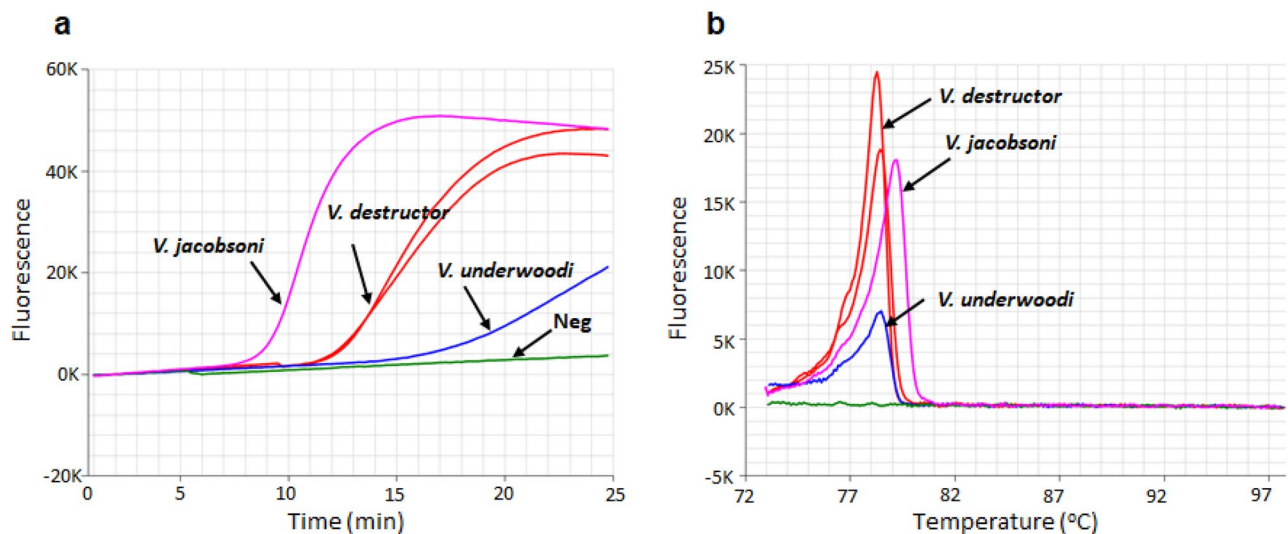 a
60K
40K
20K
0K
-20K
Fluorescence
0 5 10 15 20 25
Time (min)
V. jacobsoni
V. destructor
V. underwoodi
Neg
b
25K
20K
15K
10K
5K
0K
-5K
Fluorescence
72 77 82 87 92 97
Temperature (°C)
V. destructor
V. jacobsoni
V. underwoodi